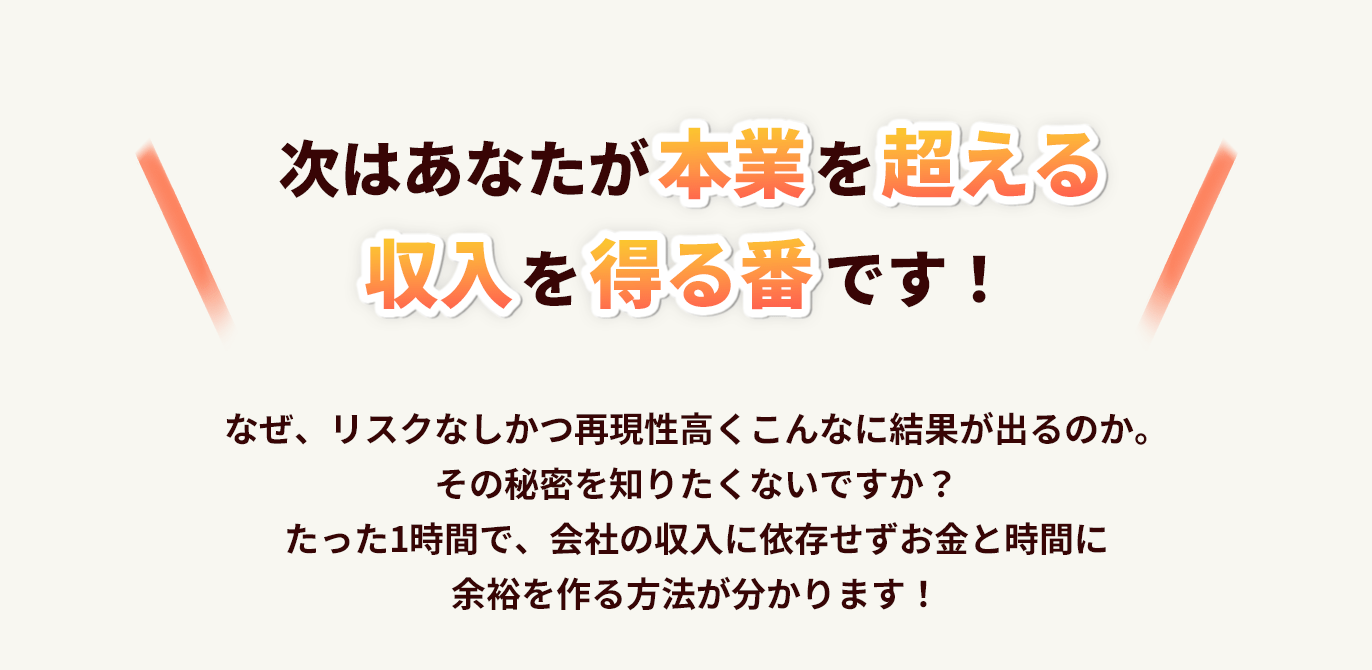 次はあなたが本業を超える
収入を得る番です！
なぜ、リスクなしかつ再現性高くこんなに結果が出るのか。
その秘密を知りたくないですか？
たった1時間で、会社の収入に依存せずお金と時間に
余裕を作る方法が分かります！